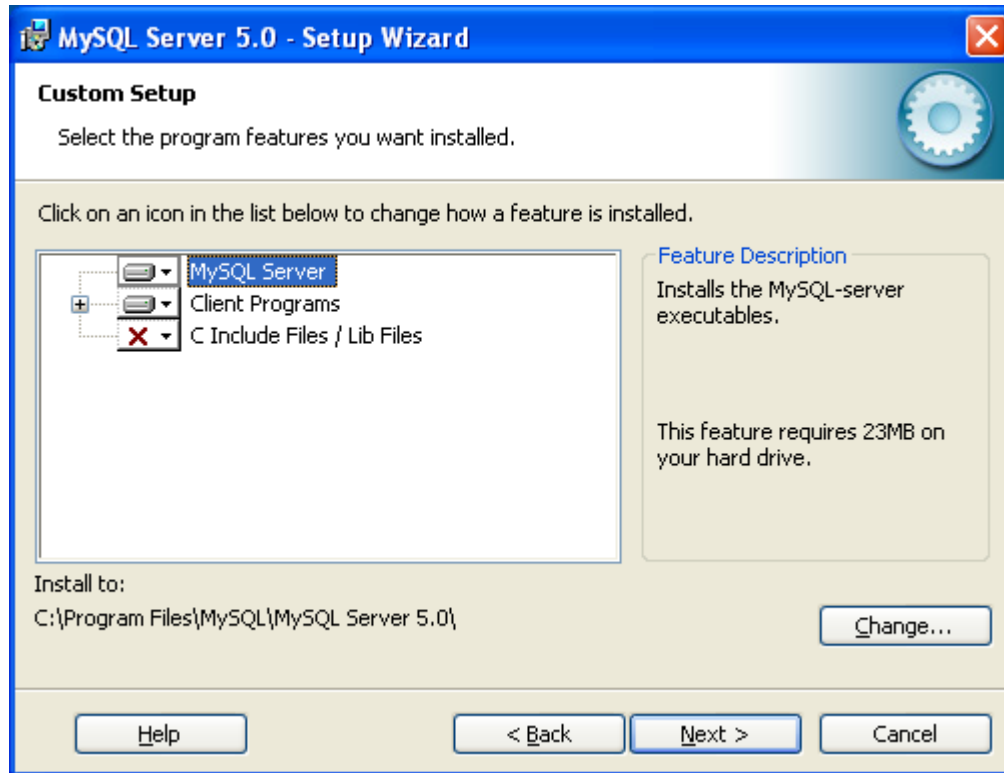 MySQL Server 5.0 - Setup Wizard
Custom Setup
Select the program features you want installed.
Click on an icon in the list below to change how a feature is installed.
MySQL Server
Client Programs
C Include Files / Lib Files
Feature Description
Installs the MySQL-server
executables.
This feature requires 23MB on
your hard drive.
Install to:
C:\Program Files\MySQL\MySQL Server 5.0\
Change...
Help
< Back
Next >
Cancel